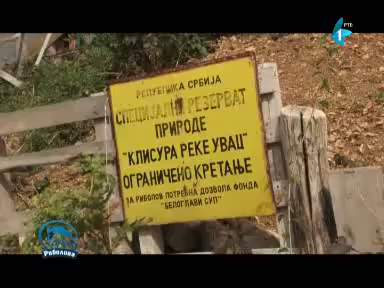 РТС
1
РЕПУБЛИКА СРБИЈА
СПЕЦИЈАЛНИ РЕЗЕРВАТ
ПРИРОДЕ
"КЛИСУРА РЕКЕ УВАЦ"
ОГРАНИЧЕНО КРЕТАЊЕ
ЗА РИБОЛОВ ПОТРЕБНА ДОЗВОЛА ФОНДА
"БЕЛОГЛАВИ СУП"